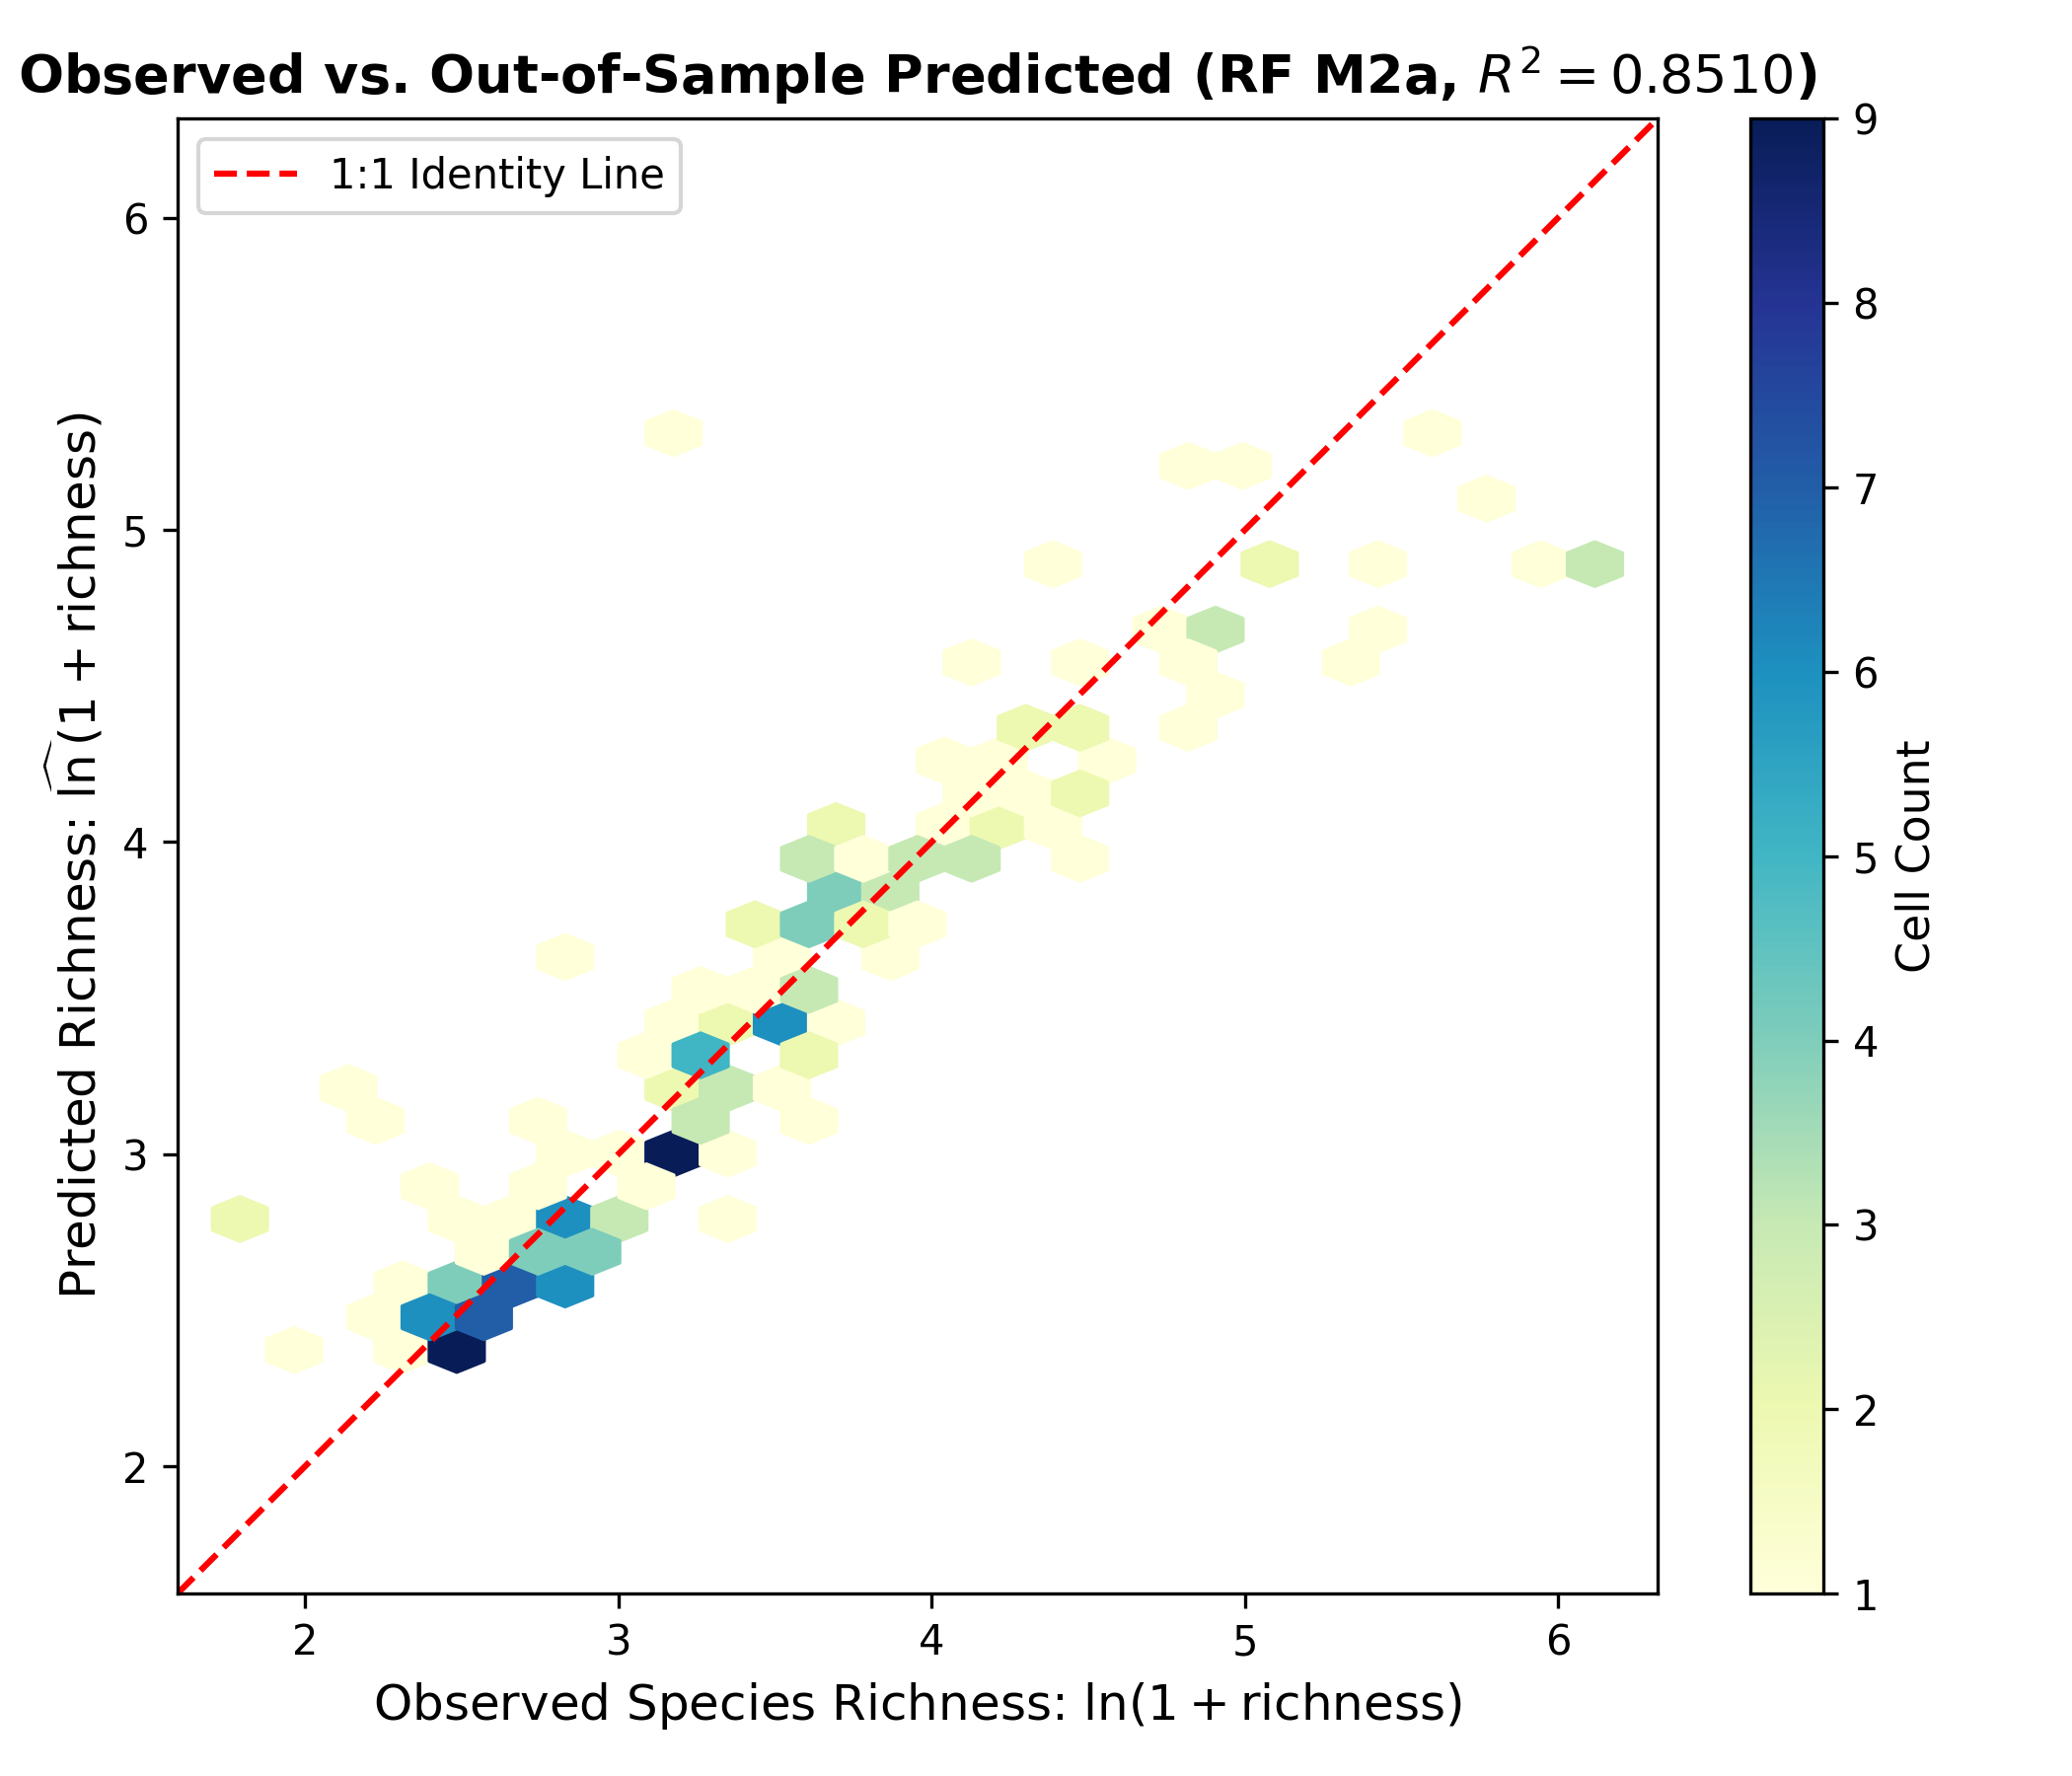 Observed vs. Out-of-Sample Predicted (RF M2a, R² = 0.8510)
1:1 Identity Line
Predicted Richness: l̂n(1 + richness)
6
5
4
3
2
2 3 4 5 6
Observed Species Richness: ln(1 + richness)
9
8
7
6
5
4
3
2
1
Cell Count